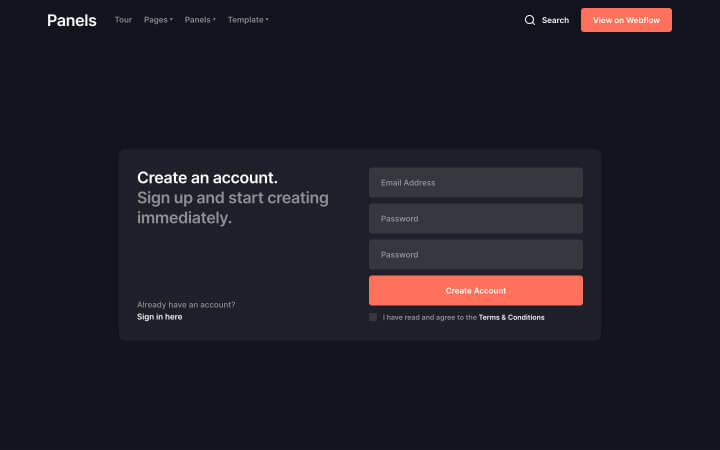 Panels
Tour
Pages
Panels
Template
Search
View on Webflow
Create an account.
Sign up and start creating
immediately.
Already have an account?
Sign in here
Email Address
Password
Password
Create Account
I have read and agree to the Terms & Conditions